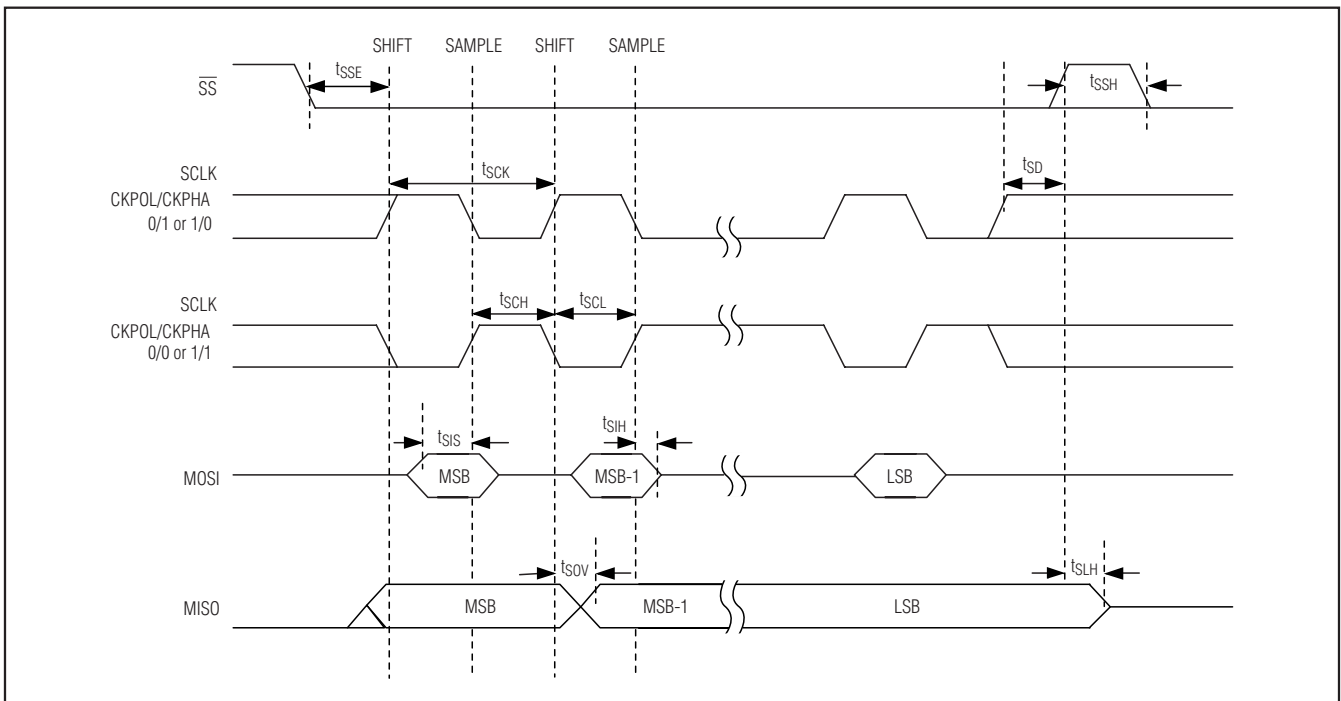 SHIFT SAMPLE SHIFT SAMPLE
SS
tSSE
tSSH
SCLK
CKPOL/CKPHA
0/1 or 1/0
tSCK
tSD
SCLK
CKPOL/CKPHA
0/0 or 1/1
tSCH
tSCL
MOSI
tSIS
MSB
tSIH
MSB-1
LSB
MISO
MSB
tSOV
MSB-1
LSB
tSLH